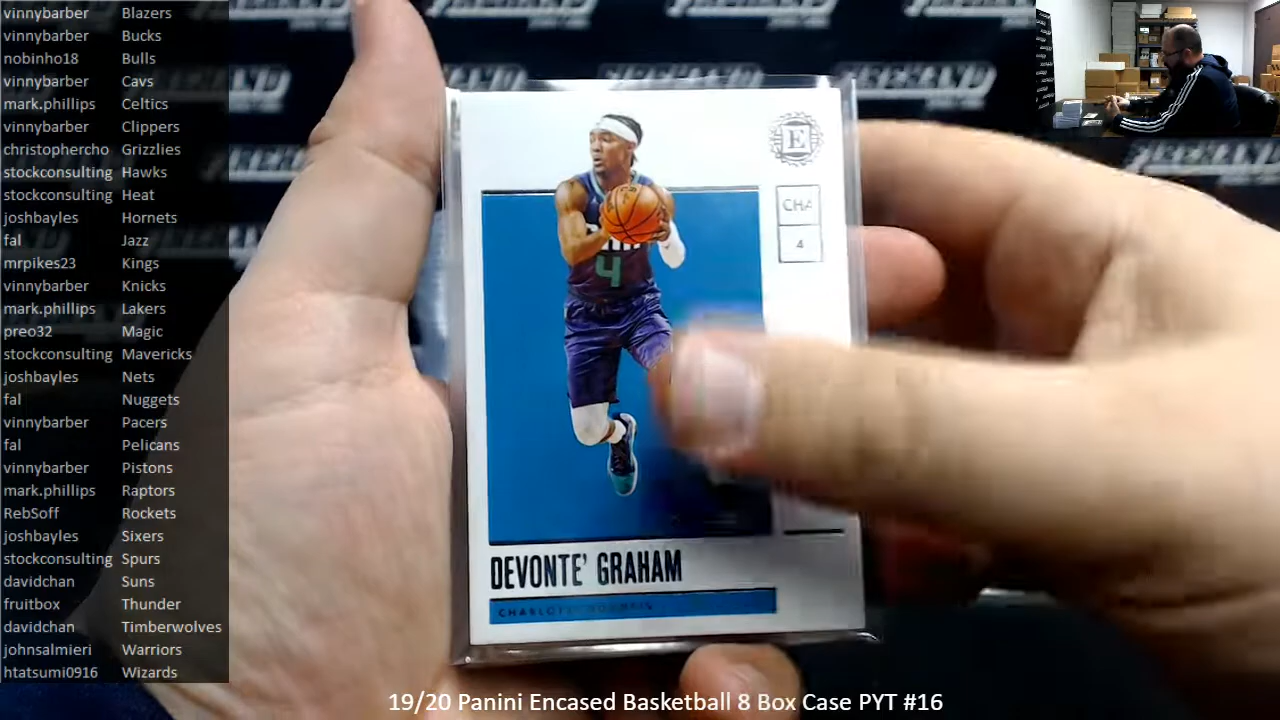 vinnybarber Blazers
vinnybarber Bucks
nobinho18 Bulls
vinnybarber Cavs
mark.phillips Celtics
vinnybarber Clippers
christophercho Grizzlies
stockconsulting Hawks
stockconsulting Heat
joshbayles Hornets
fal Jazz
mrpikes23 Kings
vinnybarber Knicks
mark.phillips Lakers
preo32 Magic
stockconsulting Mavericks
joshbayles Nets
fal Nuggets
vinnybarber Pacers
fal Pelicans
vinnybarber Pistons
mark.phillips Raptors
RebSoff Rockets
joshbayles Sixers
stockconsulting Spurs
davidchan Suns
fruitbox Thunder
davidchan Timberwolves
johnsalmieri Warriors
htatsumi0916 Wizards
E
CHA
4
4
DEVONTE' GRAHAM
CHARLOTTE HORNETS
19/20 Panini Encased Basketball 8 Box Case PYT #16